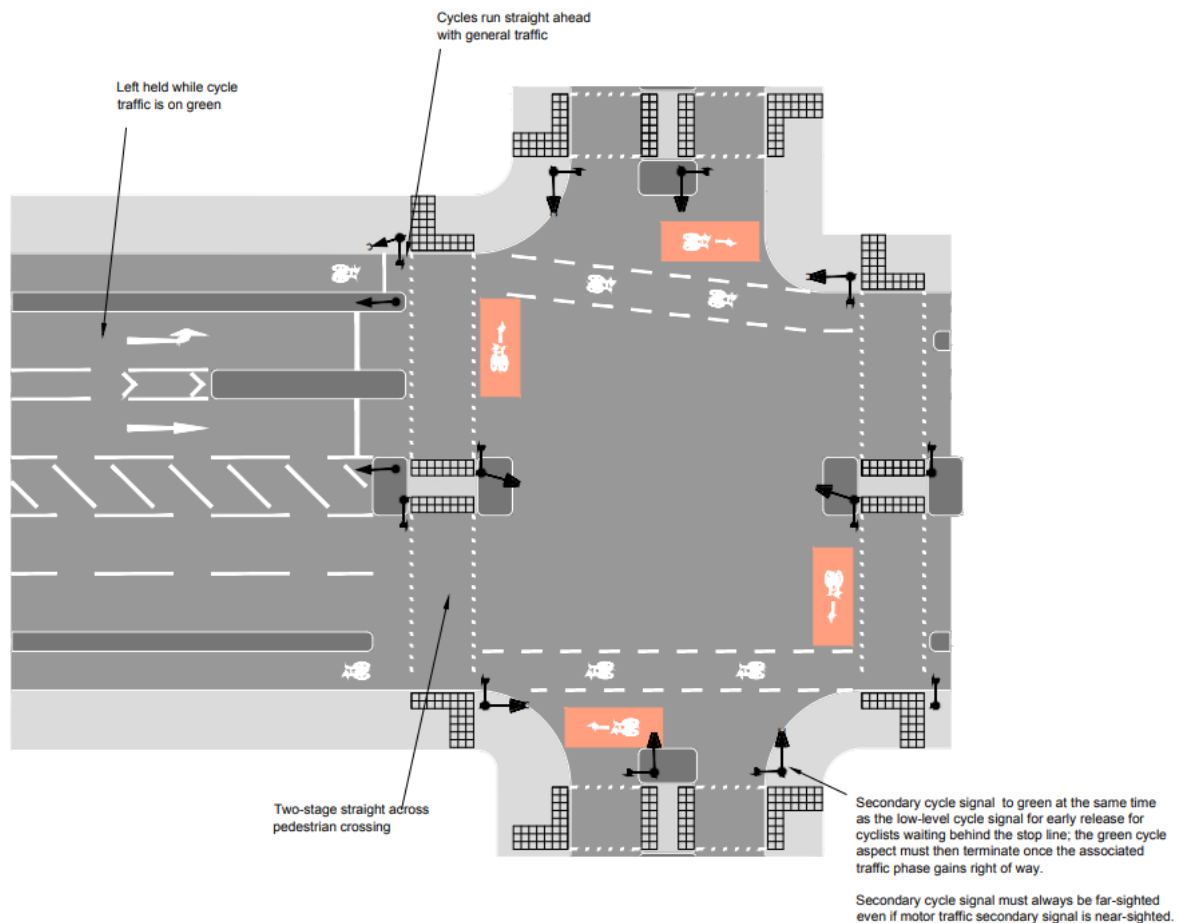 Cycles run straight ahead
with general traffic
Left held while cycle
traffic is on green
Two-stage straight across
pedestrian crossing
Secondary cycle signal to green at the same time
as the low-level cycle signal for early release for
cyclists waiting behind the stop line; the green cycle
aspect must then terminate once the associated
traffic phase gains right of way.
Secondary cycle signal must always be far-sighted
even if motor traffic secondary signal is near-sighted.